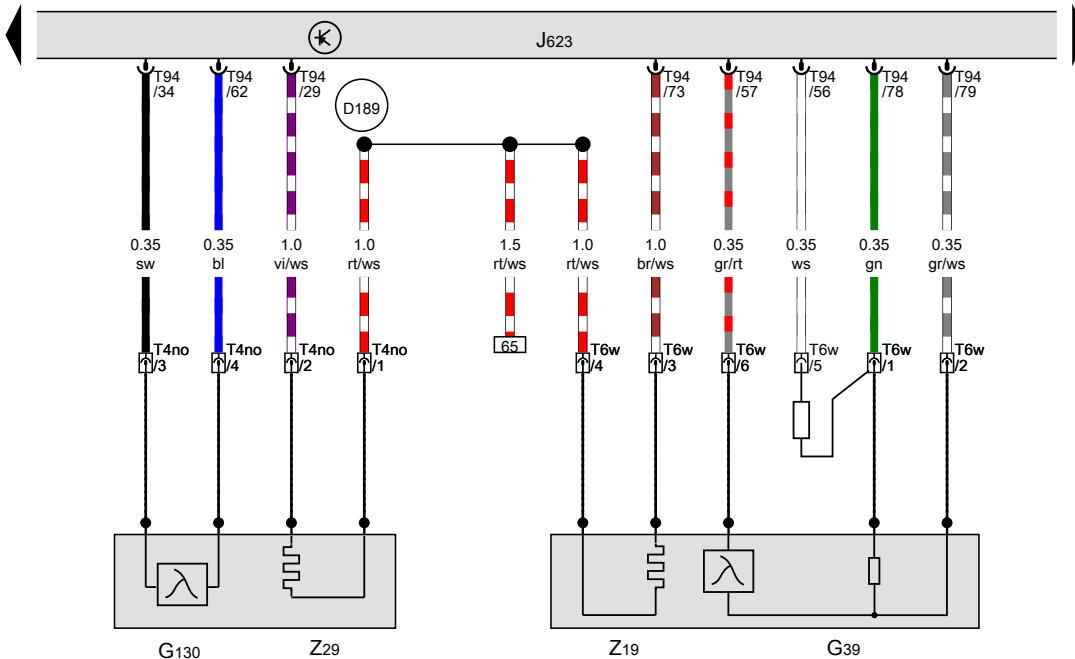 J623
T94 T94 T94 T94 T94 T94 T94 T94
/34 /62 /29 /73 /57 /56 /78 /79
D189
0.35 0.35 1.0 1.0 1.5 1.0 1.0 0.35 0.35 0.35 0.35
sw bl vi/ws rt/ws rt/ws rt/ws br/ws gr/rt ws gn gr/ws
65
T4no T4no T4no T4no T6w T6w T6w T6w T6w T6w
/3 /4 /2 /1 /4 /3 /6 /5 /1 /2
G130 Z29 Z19 G39